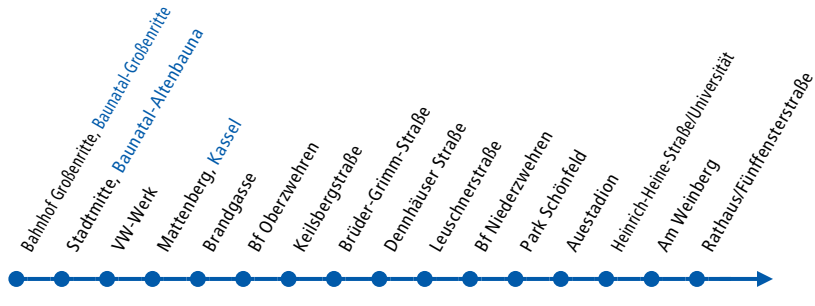 Bahnhof Großenritte, Baunatal-Großenritte
Stadtmitte, Baunatal-Altenbauna
VW-Werk
Mattenberg, Kassel
Brandgasse
Bf Oberzwehren
Keilsbergstraße
Brüder-Grimm-Straße
Dennhäuser Straße
Leuschnerstraße
Bf Niederzwehren
Park Schönfeld
Auestadion
Heinrich-Heine-Straße/Universität
Am Weinberg
Rathaus/Fünffensterstraße